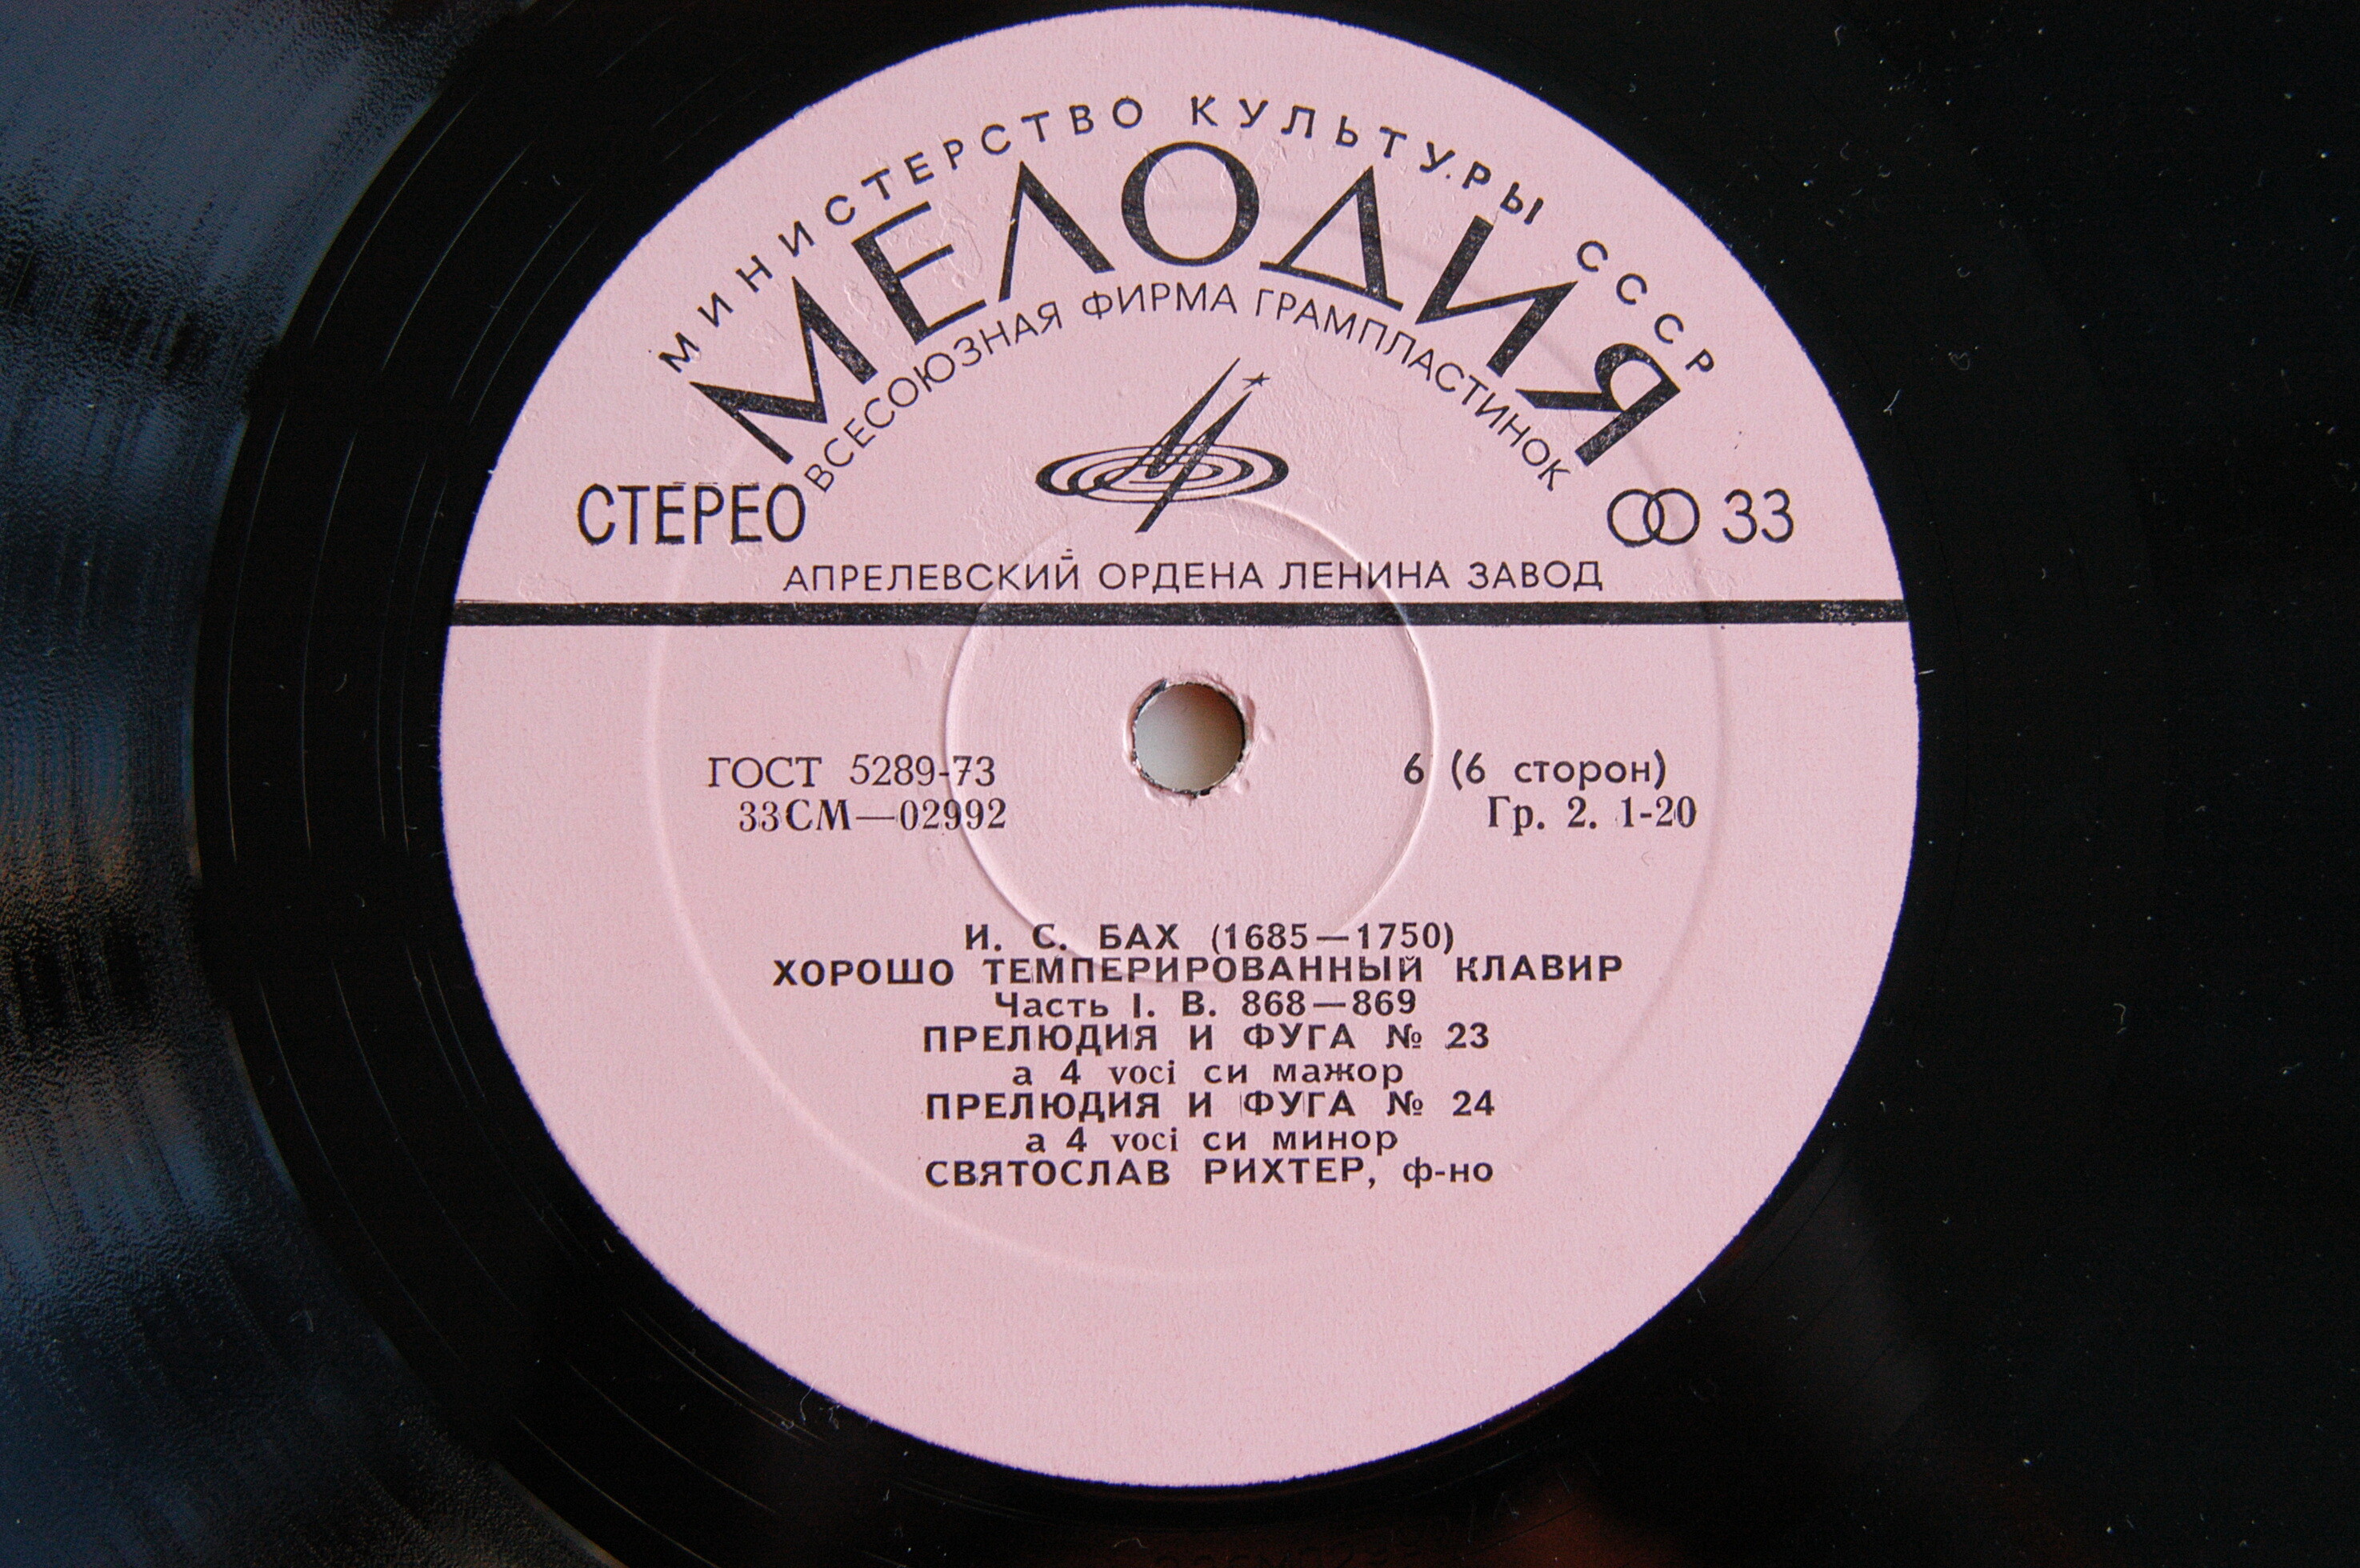 МИНИСТЕРСТВО КУЛЬТУРЫ СССР
МЕЛОДИЯ
ВСЕСОЮЗНАЯ ФИРМА ГРАМПЛАСТИНОК
СТЕРЕО
33
АПРЕЛЕВСКИЙ ОРДЕНА ЛЕНИНА ЗАВОД
ГОСТ 5289-73
6 (6 сторон)
33СМ—02992
Гр. 2. 1-20
И. С. БАХ (1685—1750)
ХОРОШО ТЕМПЕРИРОВАННЫЙ КЛАВИР
Часть I. В. 868—869
ПРЕЛЮДИЯ И ФУГА № 23
a 4 voci си мажор
ПРЕЛЮДИЯ И ФУГА № 24
a 4 voci си минор
СВЯТОСЛАВ РИХТЕР, ф-но